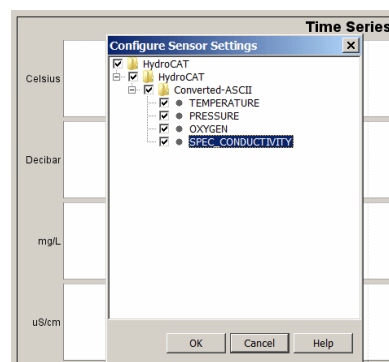 Time Series
Configure Sensor Settings
HydroCAT
HydroCAT
Converted-ASCII
TEMPERATURE
PRESSURE
OXYGEN
SPEC_CONDUCTIVITY
Celsius
Decibar
mg/L
uS/cm
OK Cancel Help